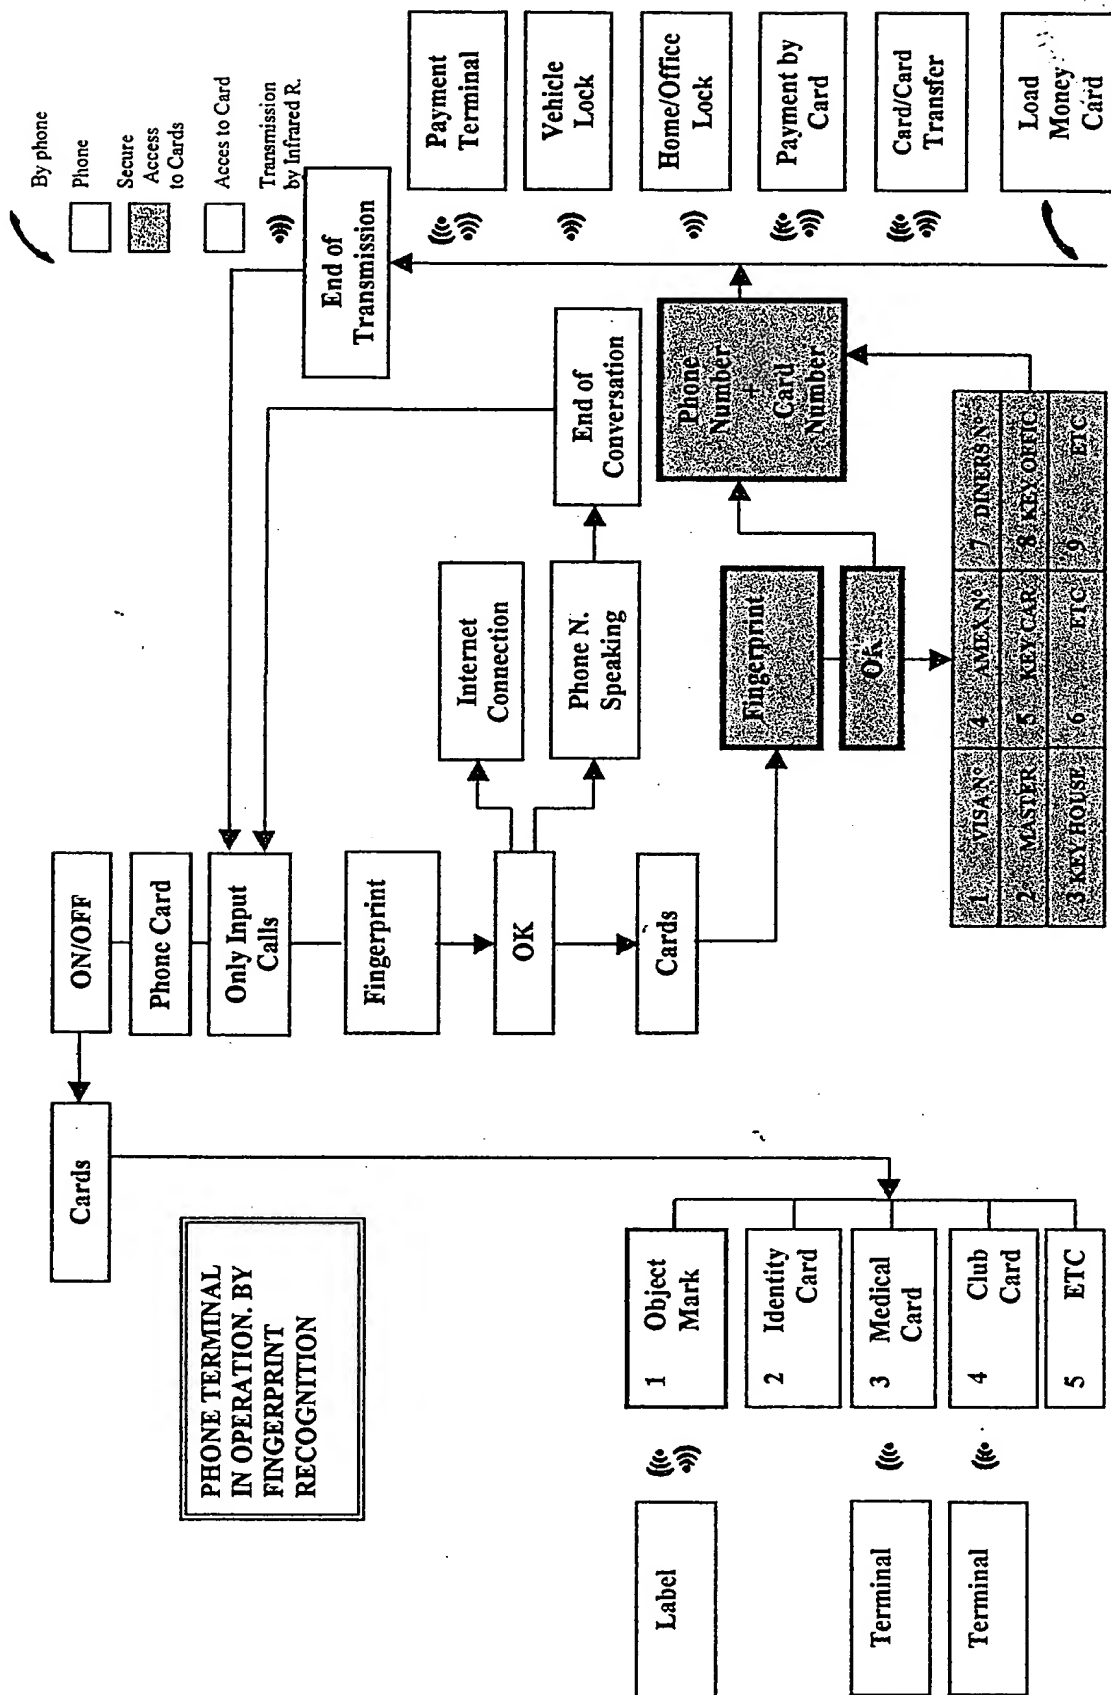 PHONE TERMINAL
IN OPERATION. BY
FINGERPRINT
RECOGNITION
Cards
ON/OFF
Phone Card
Only Input
Calls
Fingerprint
OK
Cards
Internet
Connection
Phone N.
Speaking
End of
Conversation
End of
Transmission
By phone
Phone
Secure
Access
to Cards
Acces to Card
Transmission
by Infrared R.
Label
1 Object
Mark
2 Identity
Card
Terminal
3 Medical
Card
Terminal
4 Club
Card
5 ETC
Fingerprint
OK
Phone
Number
+
Card
Number
1 VISA Nº 4 AMEX Nº 7 DINERS Nº
2 MASTER 5 KEY CAR 8 KEY OFFIC
3 KEY HOUSE 6 ETC 9 ETC
Payment
Terminal
Vehicle
Lock
Home/Office
Lock
Payment by
Card
Card/Card
Transfer
Load
Money
Card